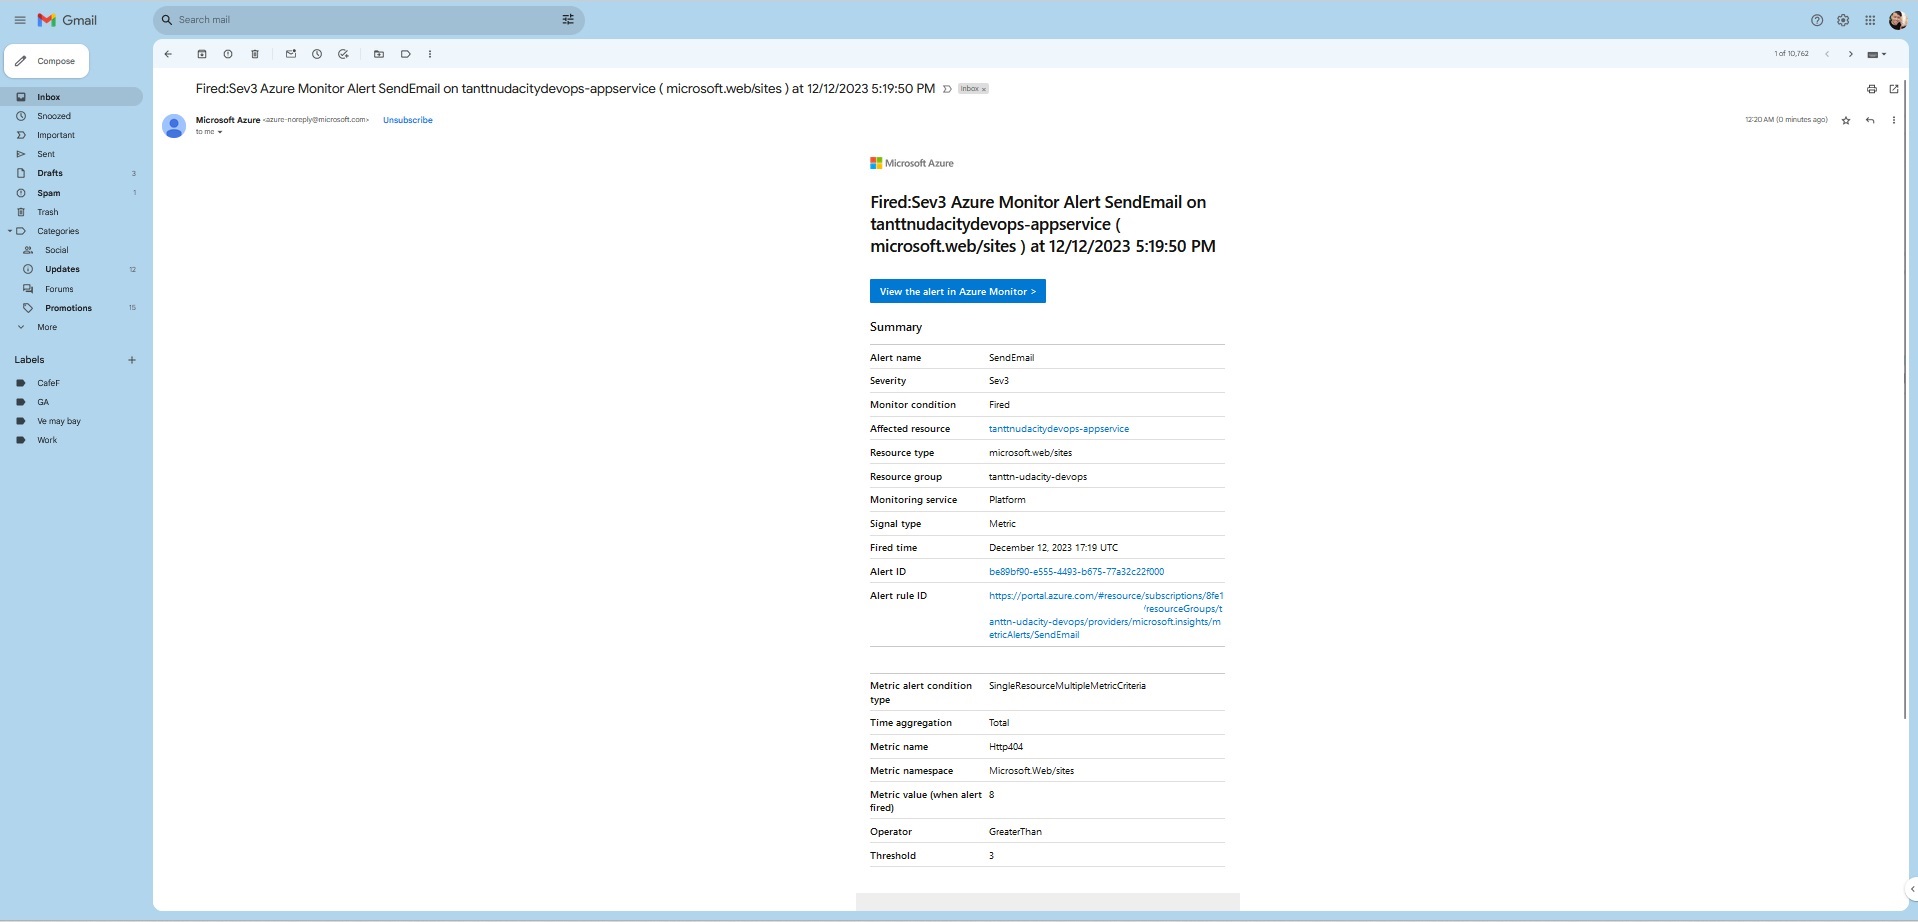 Gmail
Search mail
Compose
1 of 10,762
Inbox
Snoozed
Important
Sent
Drafts 3
Spam 1
Trash
Categories
Social
Updates 12
Forums
Promotions 15
More
Labels
CafeF
GA
Ve may bay
Work
Fired:Sev3 Azure Monitor Alert SendEmail on tanttnudacitydevops-appservice ( microsoft.web/sites ) at 12/12/2023 5:19:50 PM Inbox x
Microsoft Azure <azure-noreply@microsoft.com> Unsubscribe 12:20 AM (0 minutes ago)
to me
Microsoft Azure
Fired:Sev3 Azure Monitor Alert SendEmail on
tanttnudacitydevops-appservice (
microsoft.web/sites ) at 12/12/2023 5:19:50 PM
View the alert in Azure Monitor >
Summary
Alert name SendEmail
Severity Sev3
Monitor condition Fired
Affected resource tanttnudacitydevops-appservice
Resource type microsoft.web/sites
Resource group tanttn-udacity-devops
Monitoring service Platform
Signal type Metric
Fired time December 12, 2023 17:19 UTC
Alert ID be89bf90-e555-4493-b675-77a32c22f000
Alert rule ID https://portal.azure.com/#resource/subscriptions/8fe1
/resourceGroups/t
anttn-udacity-devops/providers/microsoft.insights/m
etricAlerts/SendEmail
Metric alert condition SingleResourceMultipleMetricCriteria
type
Time aggregation Total
Metric name Http404
Metric namespace Microsoft.Web/sites
Metric value (when alert 8
fired)
Operator GreaterThan
Threshold 3